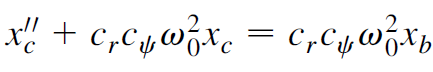 x_c'' + c_r c_ψ ω_0^2 x_c = c_r c_ψ ω_0^2 x_b